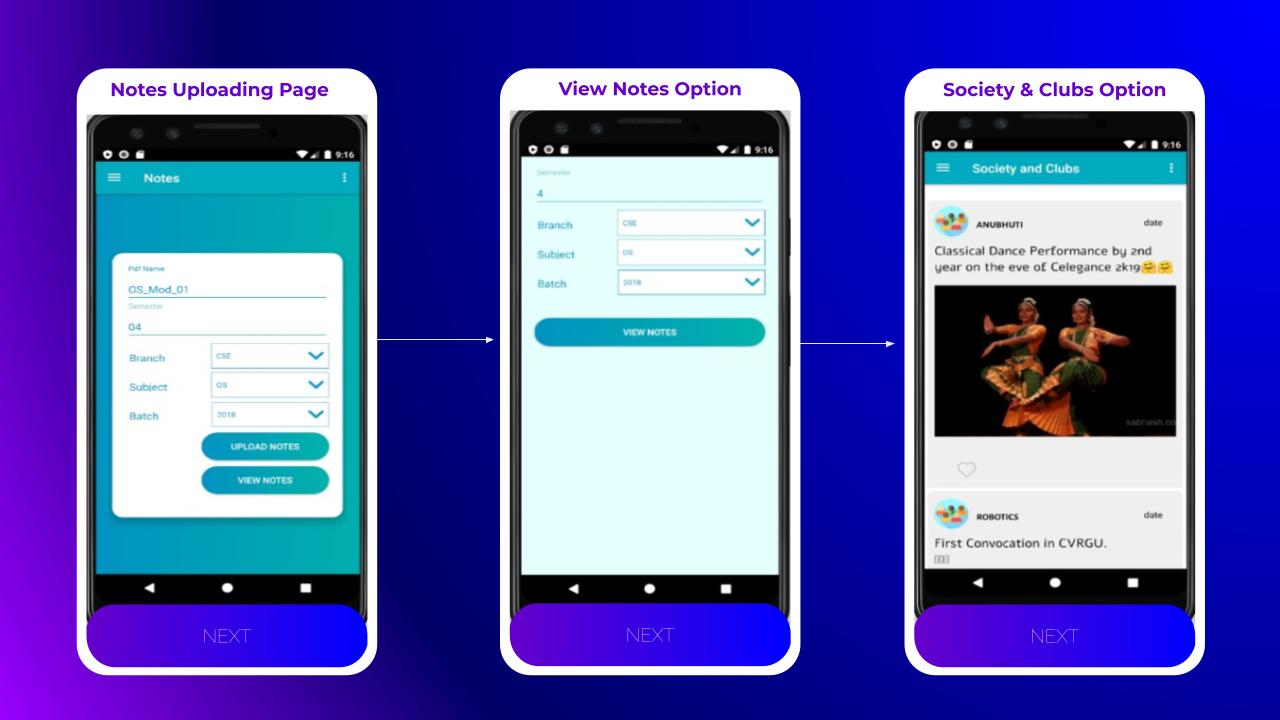 Notes Uploading Page
9:16
Notes
Pdf Name
OS_Mod_01
Semester
04
Branch CSE
Subject OS
Batch 2018
UPLOAD NOTES
VIEW NOTES
NEXT
View Notes Option
9:16
Semester
4
Branch CSE
Subject OS
Batch 2018
VIEW NOTES
NEXT
Society & Clubs Option
9:16
Society and Clubs
ANUBHUTI date
Classical Dance Performance by 2nd
year on the eve of Celegance 2k19🤗🤗
sabhash.co
ROBOTICS date
First Convocation in CVRGU.
NEXT